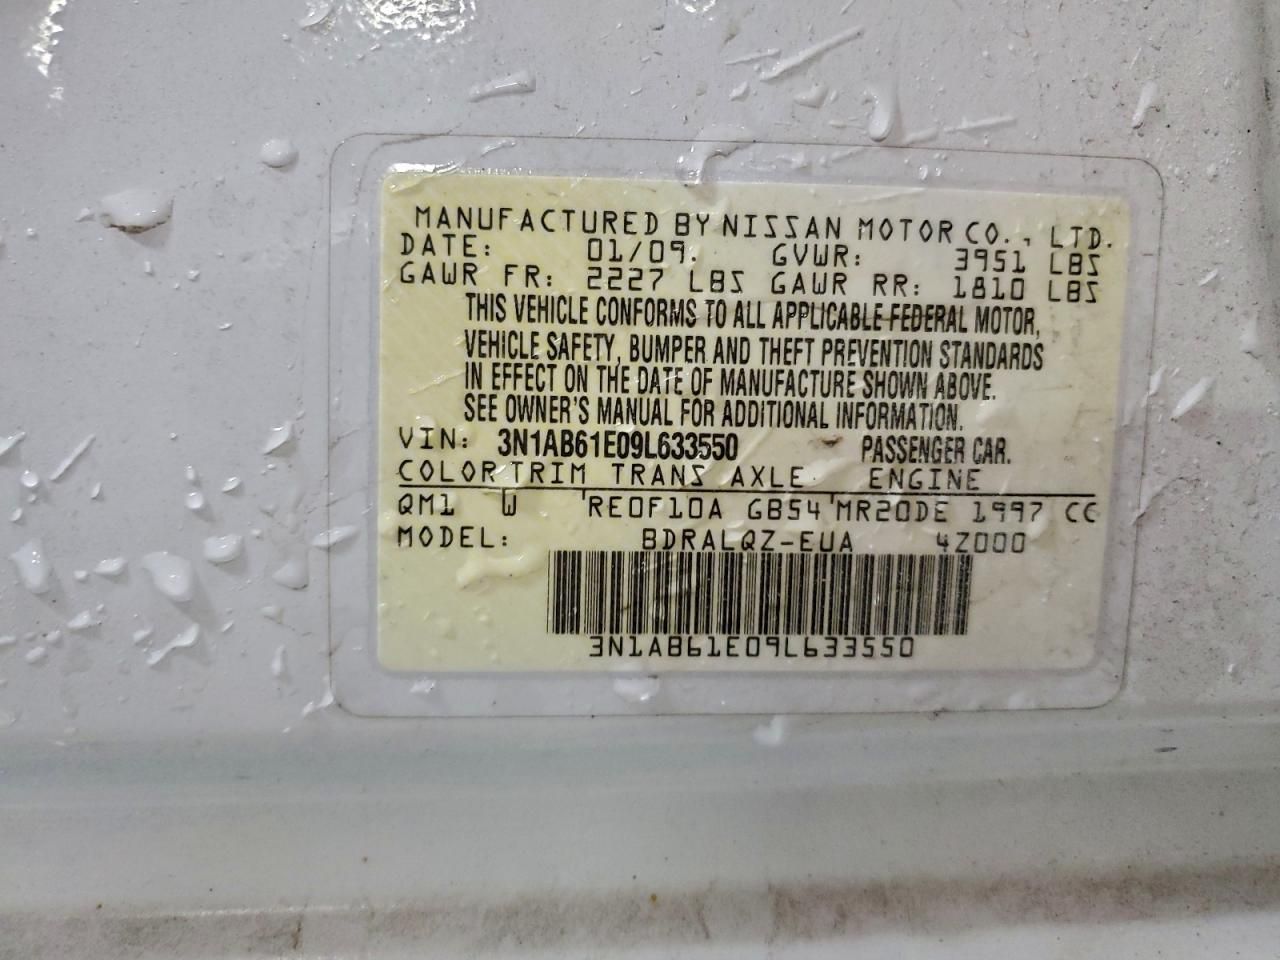 MANUFACTURED BY NISSAN MOTOR CO., LTD.
DATE: 01/09. GVWR: 3951 LBS
GAWR FR: 2227 LBS GAWR RR: 1810 LBS
THIS VEHICLE CONFORMS TO ALL APPLICABLE FEDERAL MOTOR,
VEHICLE SAFETY, BUMPER AND THEFT PREVENTION STANDARDS
IN EFFECT ON THE DATE OF MANUFACTURE SHOWN ABOVE.
SEE OWNER'S MANUAL FOR ADDITIONAL INFORMATION.
VIN: 3N1AB61E09L633550 PASSENGER CAR.
COLOR TRIM TRANS AXLE ENGINE
QM1 W RE0F10A GB54 MR20DE 1997 CC
MODEL: BDRALQZ-EUA 4Z000
3N1AB61E09L633550